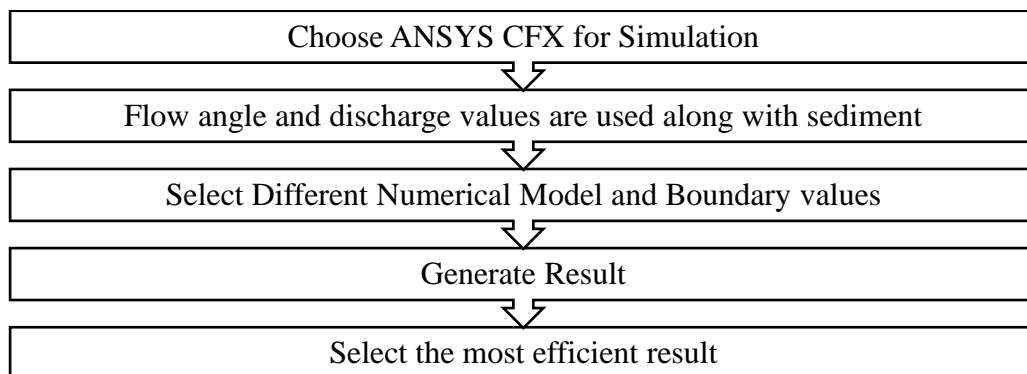 Choose ANSYS CFX for Simulation
Flow angle and discharge values are used along with sediment
Select Different Numerical Model and Boundary values
Generate Result
Select the most efficient result